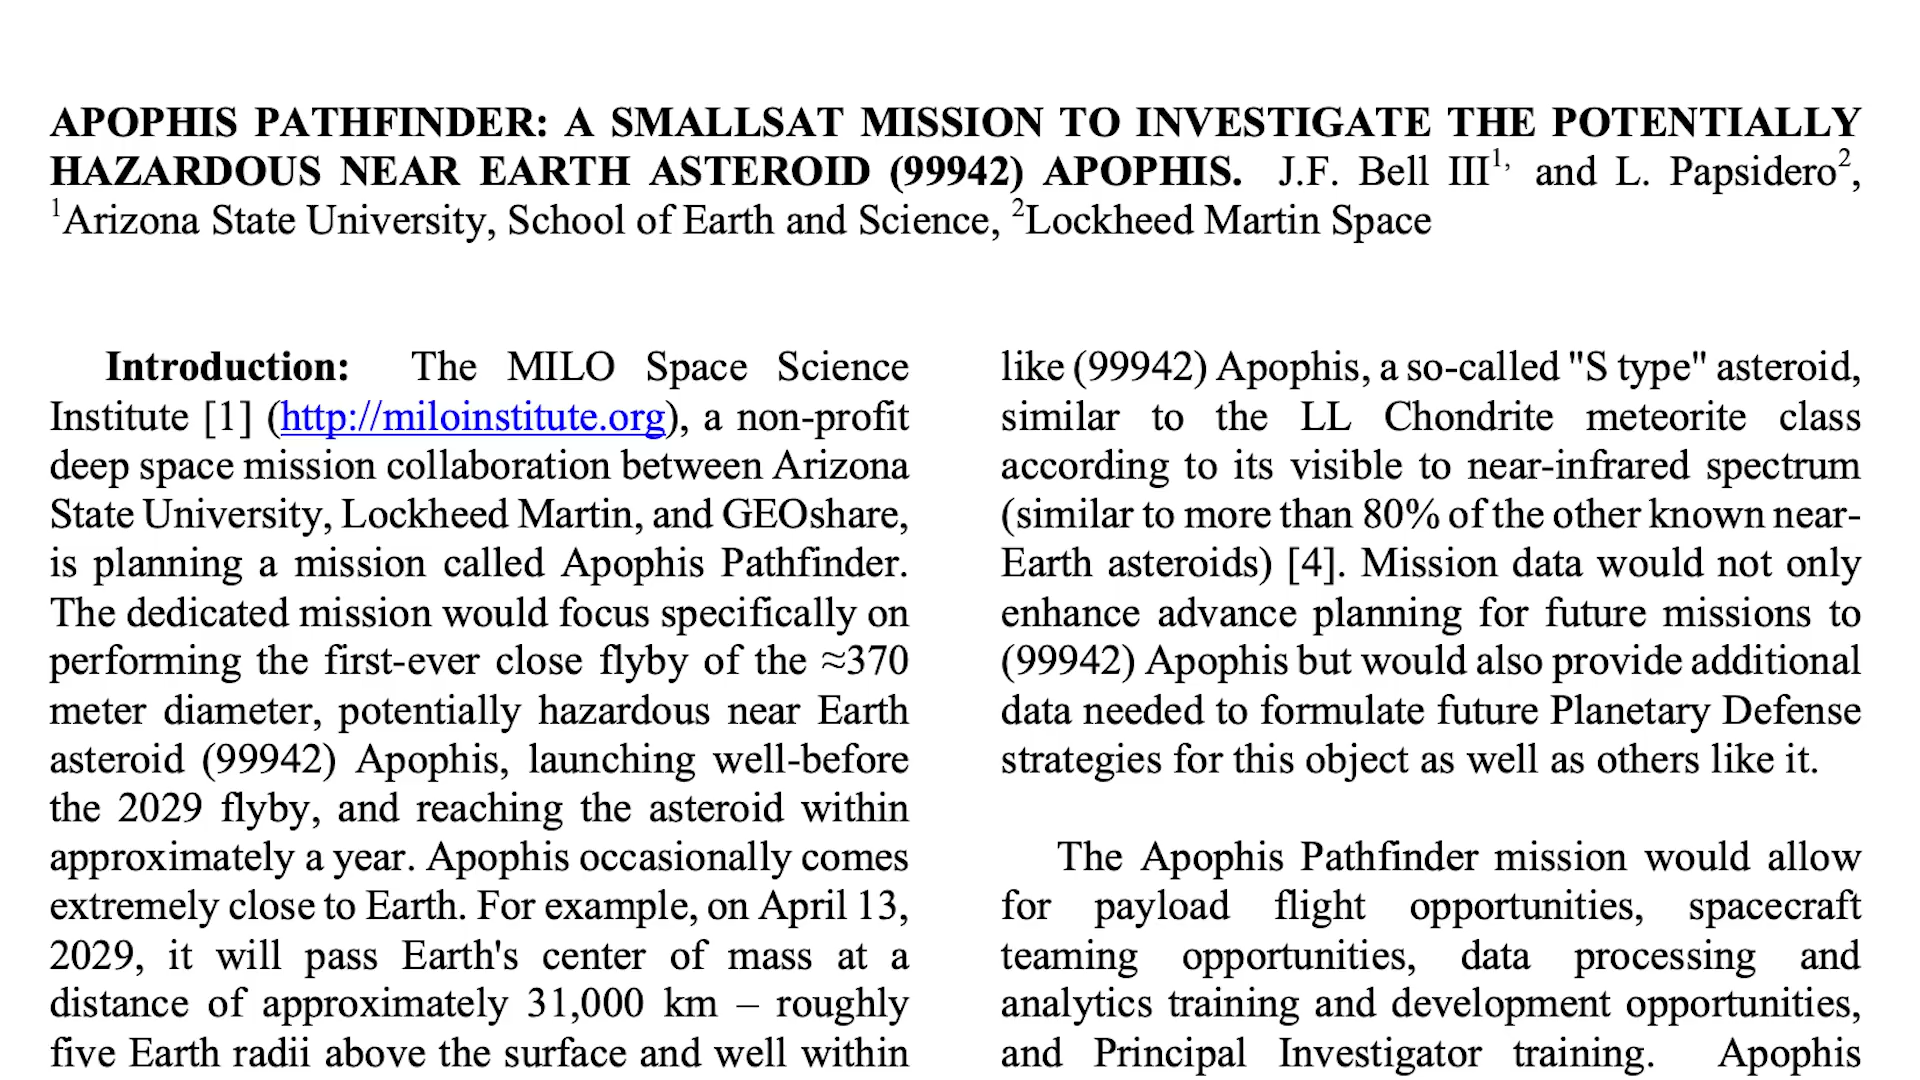 APOPHIS PATHFINDER: A SMALLSAT MISSION TO INVESTIGATE THE POTENTIALLY
HAZARDOUS NEAR EARTH ASTEROID (99942) APOPHIS. J.F. Bell III1, and L. Papsidero2,
1Arizona State University, School of Earth and Science, 2Lockheed Martin Space
Introduction: The MILO Space Science
Institute [1] (http://miloinstitute.org), a non-profit
deep space mission collaboration between Arizona
State University, Lockheed Martin, and GEOshare,
is planning a mission called Apophis Pathfinder.
The dedicated mission would focus specifically on
performing the first-ever close flyby of the ≈370
meter diameter, potentially hazardous near Earth
asteroid (99942) Apophis, launching well-before
the 2029 flyby, and reaching the asteroid within
approximately a year. Apophis occasionally comes
extremely close to Earth. For example, on April 13,
2029, it will pass Earth's center of mass at a
distance of approximately 31,000 km – roughly
five Earth radii above the surface and well within
like (99942) Apophis, a so-called "S type" asteroid,
similar to the LL Chondrite meteorite class
according to its visible to near-infrared spectrum
(similar to more than 80% of the other known near-
Earth asteroids) [4]. Mission data would not only
enhance advance planning for future missions to
(99942) Apophis but would also provide additional
data needed to formulate future Planetary Defense
strategies for this object as well as others like it.
The Apophis Pathfinder mission would allow
for payload flight opportunities, spacecraft
teaming opportunities, data processing and
analytics training and development opportunities,
and Principal Investigator training. Apophis